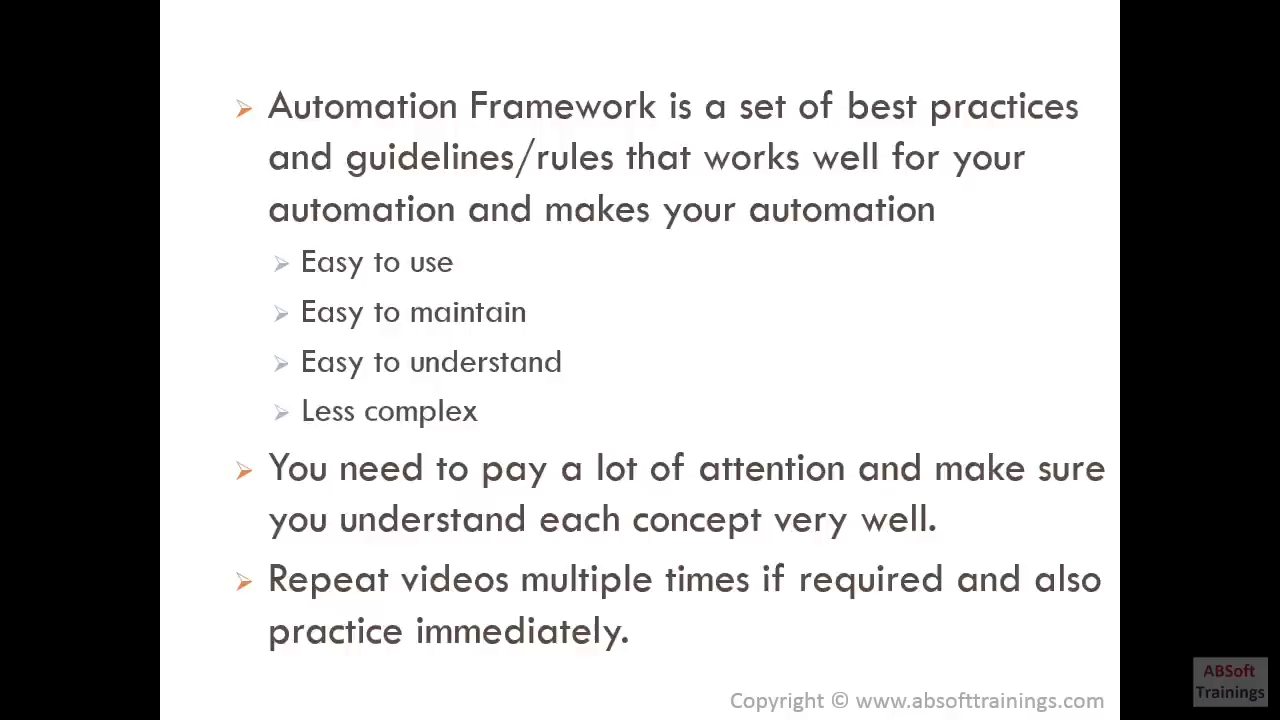 Automation Framework is a set of best practices
and guidelines/rules that works well for your
automation and makes your automation
Easy to use
Easy to maintain
Easy to understand
Less complex
You need to pay a lot of attention and make sure
you understand each concept very well.
Repeat videos multiple times if required and also
practice immediately.
Copyright © www.absofttrainings.com
ABSoft
Trainings